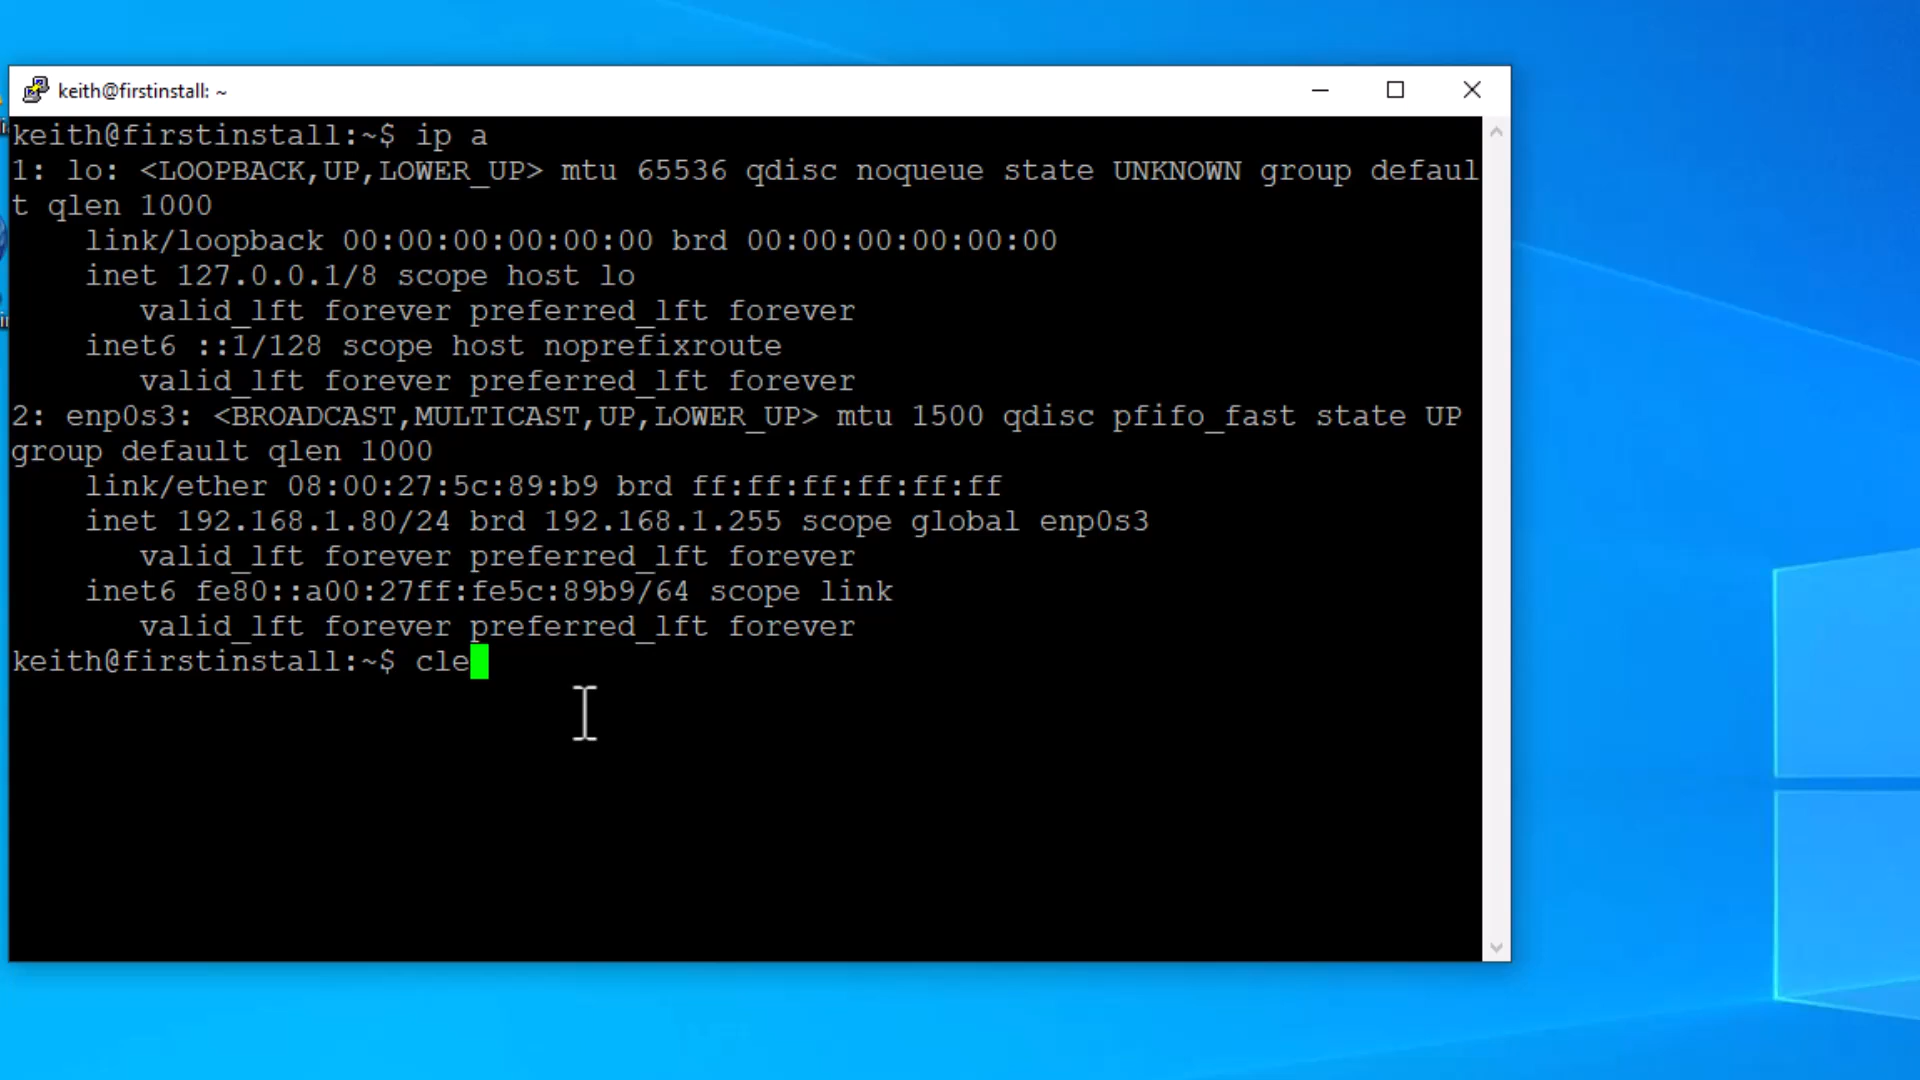 keith@firstinstall: ~
keith@firstinstall:~$ ip a
1: lo: <LOOPBACK,UP,LOWER_UP> mtu 65536 qdisc noqueue state UNKNOWN group defaul
t qlen 1000
    link/loopback 00:00:00:00:00:00 brd 00:00:00:00:00:00
    inet 127.0.0.1/8 scope host lo
       valid_lft forever preferred_lft forever
    inet6 ::1/128 scope host noprefixroute
       valid_lft forever preferred_lft forever
2: enp0s3: <BROADCAST,MULTICAST,UP,LOWER_UP> mtu 1500 qdisc pfifo_fast state UP
group default qlen 1000
    link/ether 08:00:27:5c:89:b9 brd ff:ff:ff:ff:ff:ff
    inet 192.168.1.80/24 brd 192.168.1.255 scope global enp0s3
       valid_lft forever preferred_lft forever
    inet6 fe80::a00:27ff:fe5c:89b9/64 scope link
       valid_lft forever preferred_lft forever
keith@firstinstall:~$ cle